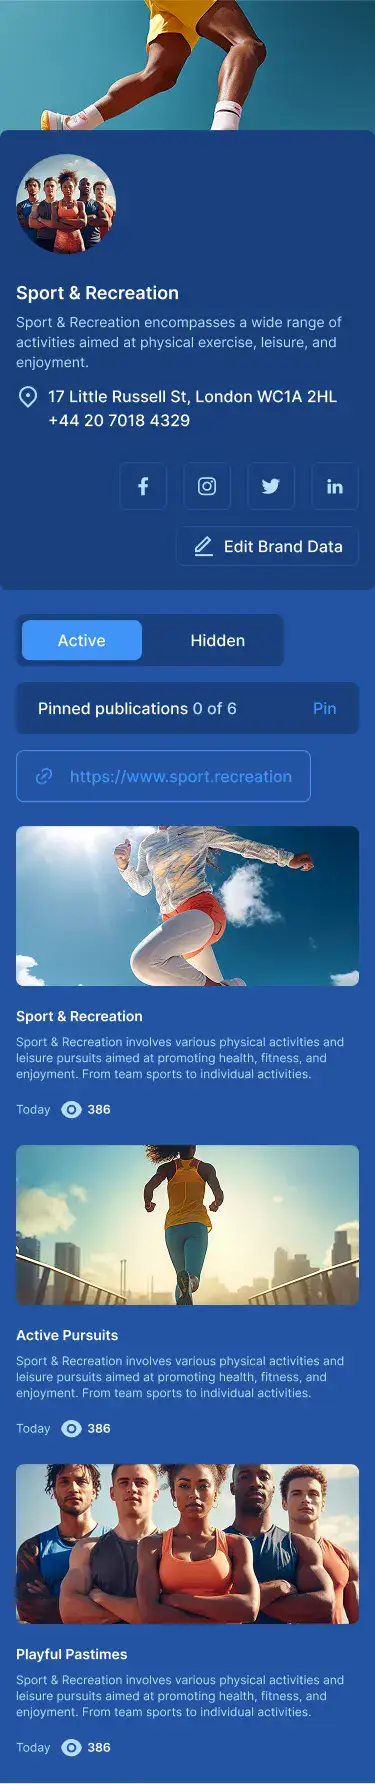 Sport & Recreation
Sport & Recreation encompasses a wide range of
activities aimed at physical exercise, leisure, and
enjoyment.
17 Little Russell St, London WC1A 2HL
+44 20 7018 4329
Edit Brand Data
Active
Hidden
Pinned publications 0 of 6
Pin
https://www.sport.recreation
Sport & Recreation
Sport & Recreation involves various physical activities and
leisure pursuits aimed at promoting health, fitness, and
enjoyment. From team sports to individual activities.
Today 386
Active Pursuits
Sport & Recreation involves various physical activities and
leisure pursuits aimed at promoting health, fitness, and
enjoyment. From team sports to individual activities.
Today 386
Playful Pastimes
Sport & Recreation involves various physical activities and
leisure pursuits aimed at promoting health, fitness, and
enjoyment. From team sports to individual activities.
Today 386